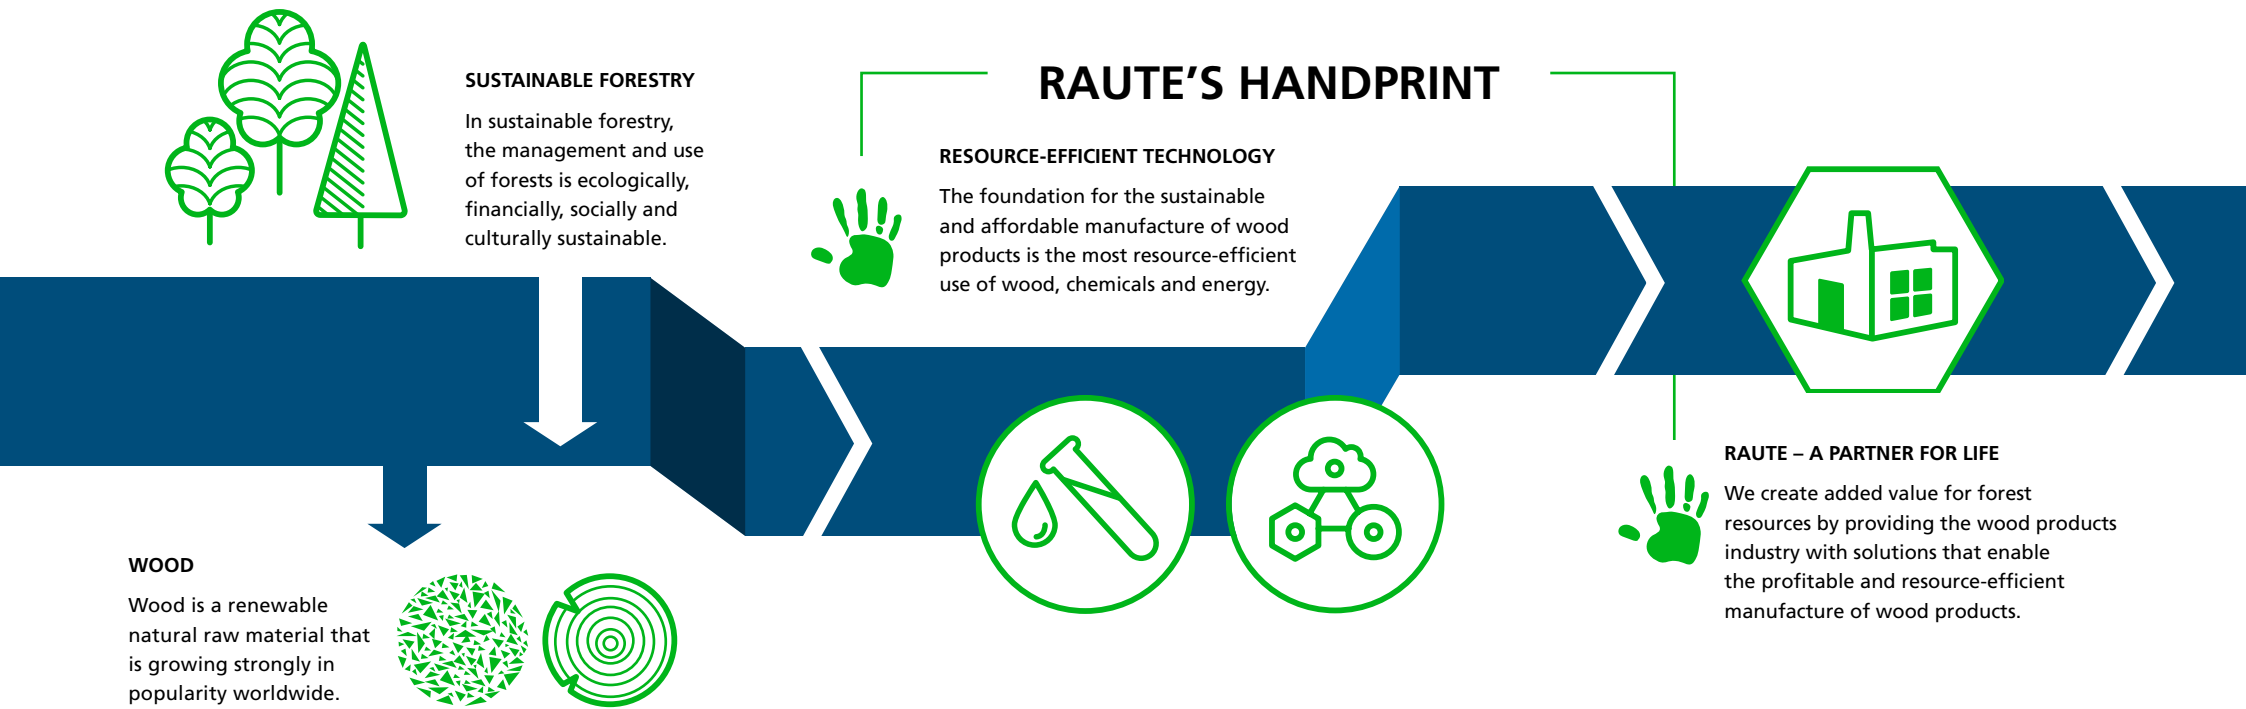 SUSTAINABLE FORESTRY
In sustainable forestry,
the management and use
of forests is ecologically,
financially, socially and
culturally sustainable.
WOOD
Wood is a renewable
natural raw material that
is growing strongly in
popularity worldwide.
RAUTE’S HANDPRINT
RESOURCE-EFFICIENT TECHNOLOGY
The foundation for the sustainable
and affordable manufacture of wood
products is the most resource-efficient
use of wood, chemicals and energy.
RAUTE – A PARTNER FOR LIFE
We create added value for forest
resources by providing the wood products
industry with solutions that enable
the profitable and resource-efficient
manufacture of wood products.